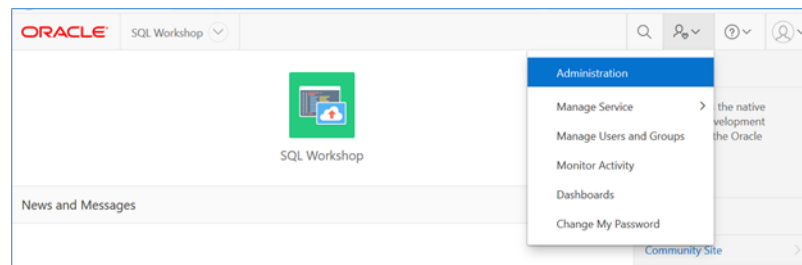 ORACLE SQL Workshop
Administration
Manage Service
Manage Users and Groups
Monitor Activity
Dashboards
Change My Password
the native
velopment
the Oracle
SQL Workshop
News and Messages
Community Site